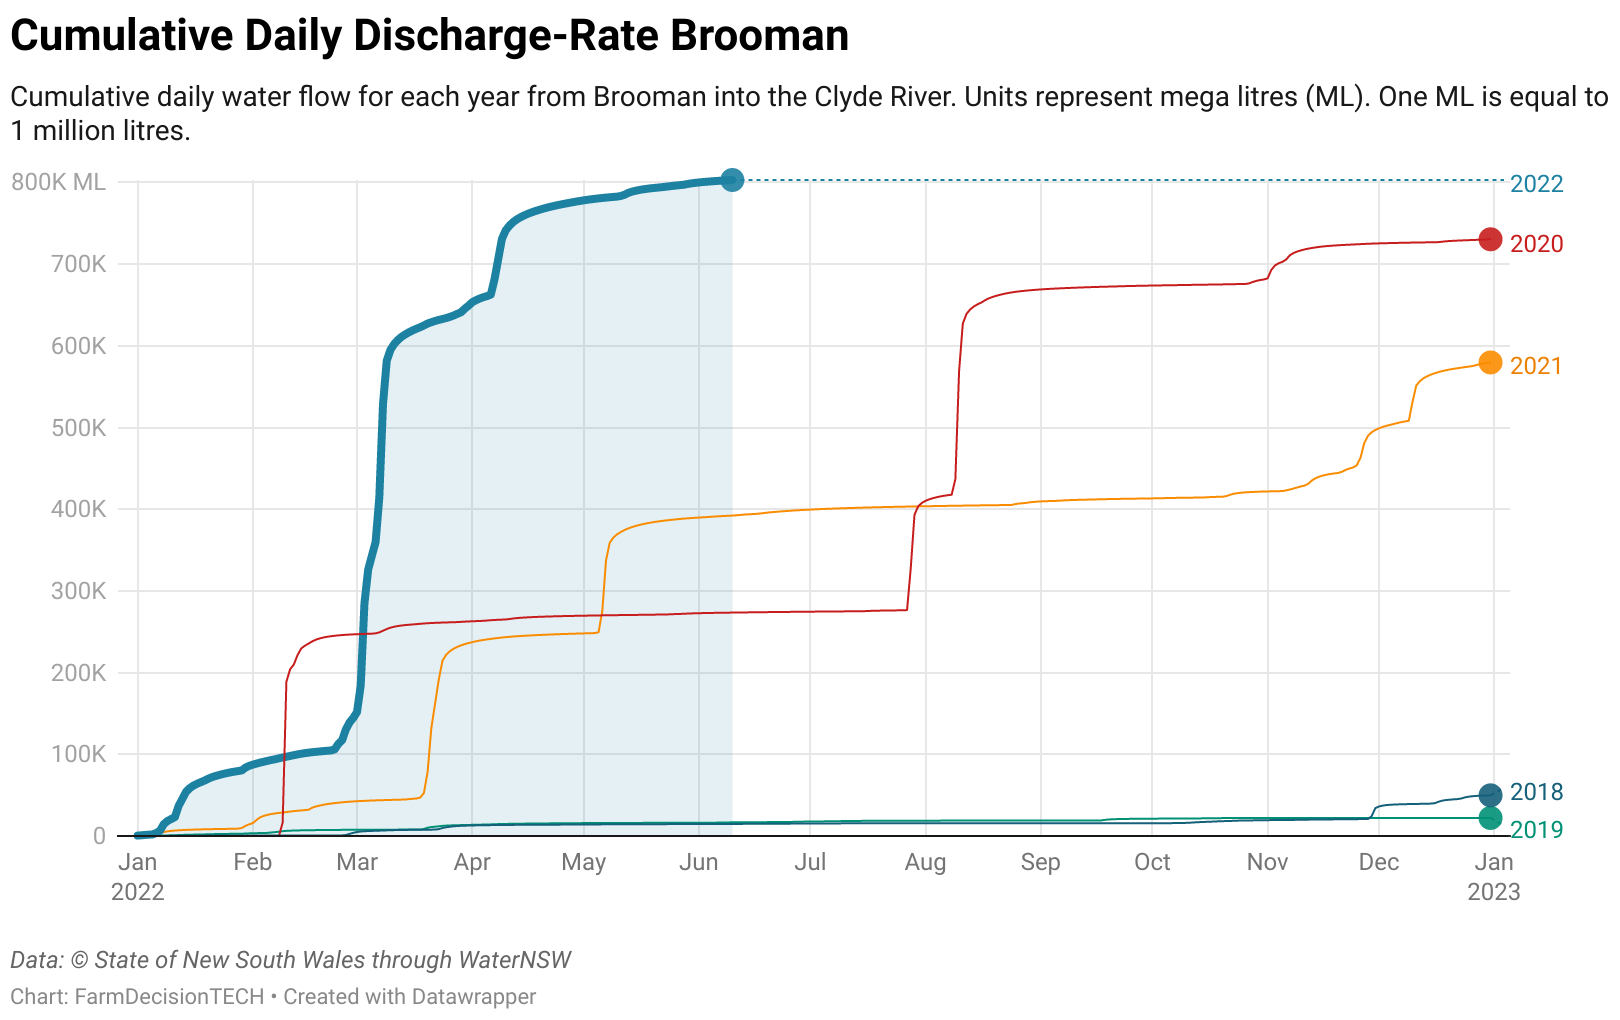 Cumulative Daily Discharge-Rate Brooman
Cumulative daily water flow for each year from Brooman into the Clyde River. Units represent mega litres (ML). One ML is equal to
1 million litres.
800K ML
700K
600K
500K
400K
300K
200K
100K
0
2022
2020
2021
2018
2019
Jan Feb Mar Apr May Jun Jul Aug Sep Oct Nov Dec Jan
2022 2023
Data: © State of New South Wales through WaterNSW
Chart: FarmDecisionTECH • Created with Datawrapper